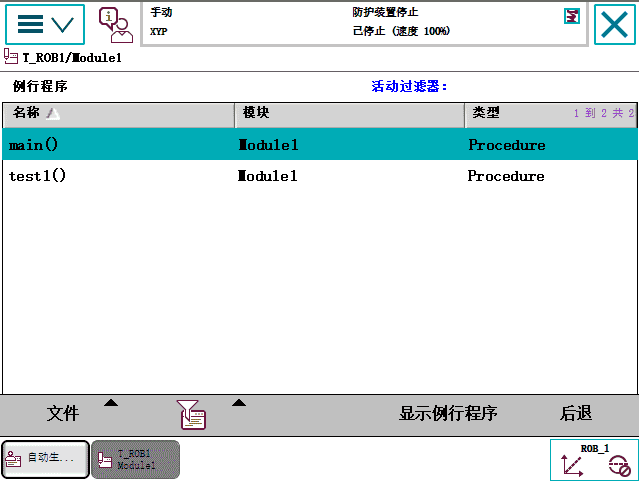 手动 防护装置停止
XYP 己停止 (速度 100%)
T_ROB1/Module1
例行程序 活动过滤器:
名称 模块 类型 1 到 2 共 2
main() Module1 Procedure
test1() Module1 Procedure
文件 显示例行程序 后退
自动生... T_ROB1 Module1 ROB_1